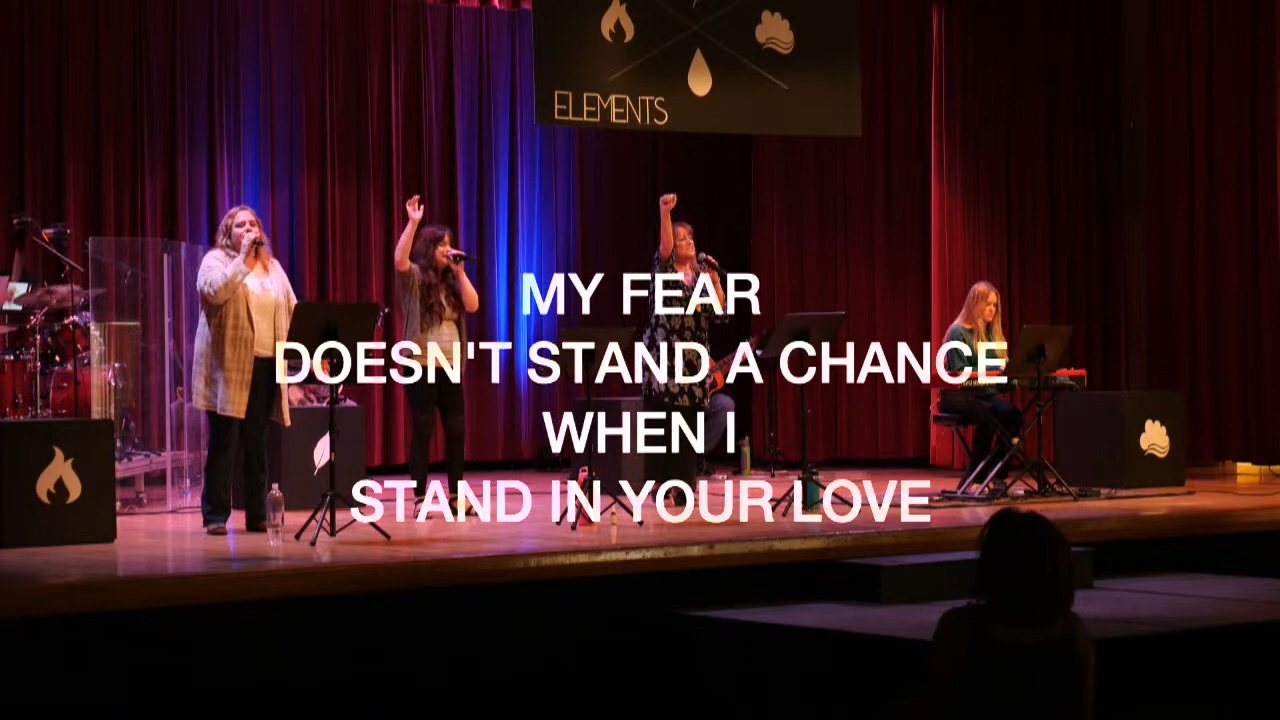 ELEMENTS
MY FEAR
DOESN'T STAND A CHANCE
WHEN I
STAND IN YOUR LOVE